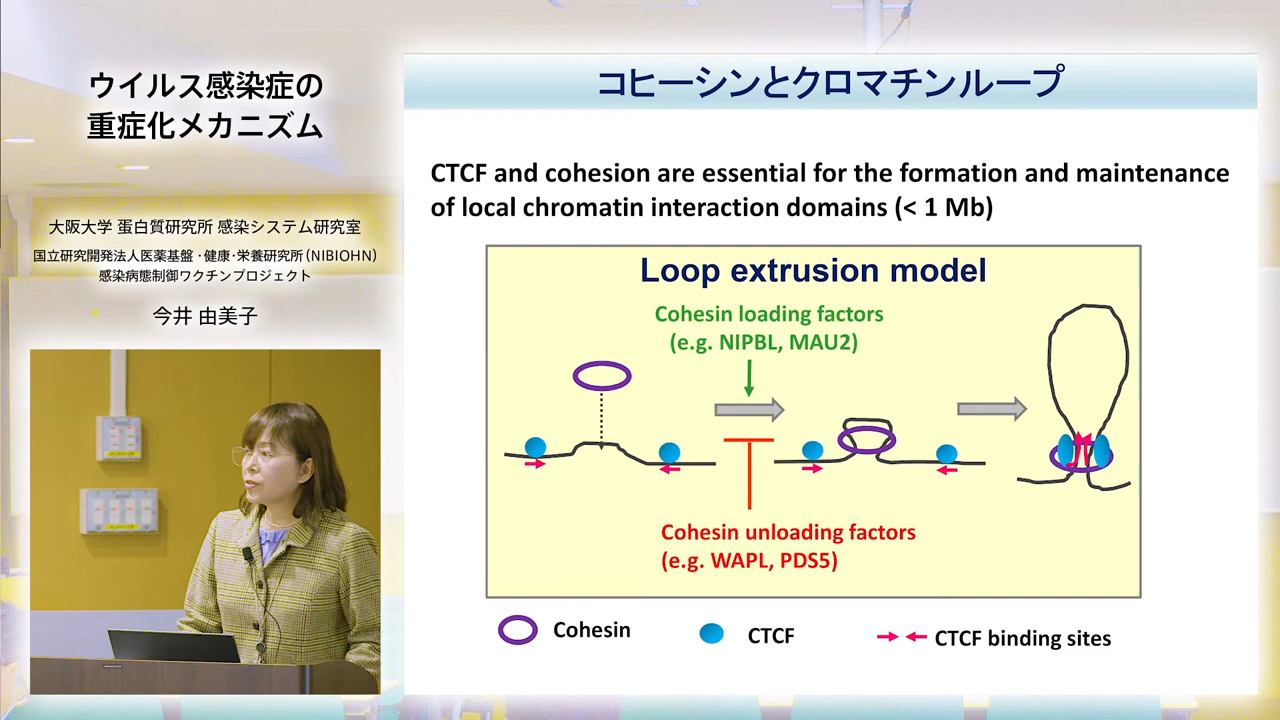 ウイルス感染症の
重症化メカニズム
大阪大学 蛋白質研究所 感染システム研究室
国立研究開発法人医薬基盤・健康・栄養研究所(NIBIOHN)
感染病態制御ワクチンプロジェクト
今井 由美子
コヒーシンとクロマチンループ
CTCF and cohesion are essential for the formation and maintenance
of local chromatin interaction domains (< 1 Mb)
Loop extrusion model
Cohesin loading factors
(e.g. NIPBL, MAU2)
Cohesin unloading factors
(e.g. WAPL, PDS5)
Cohesin
CTCF
CTCF binding sites